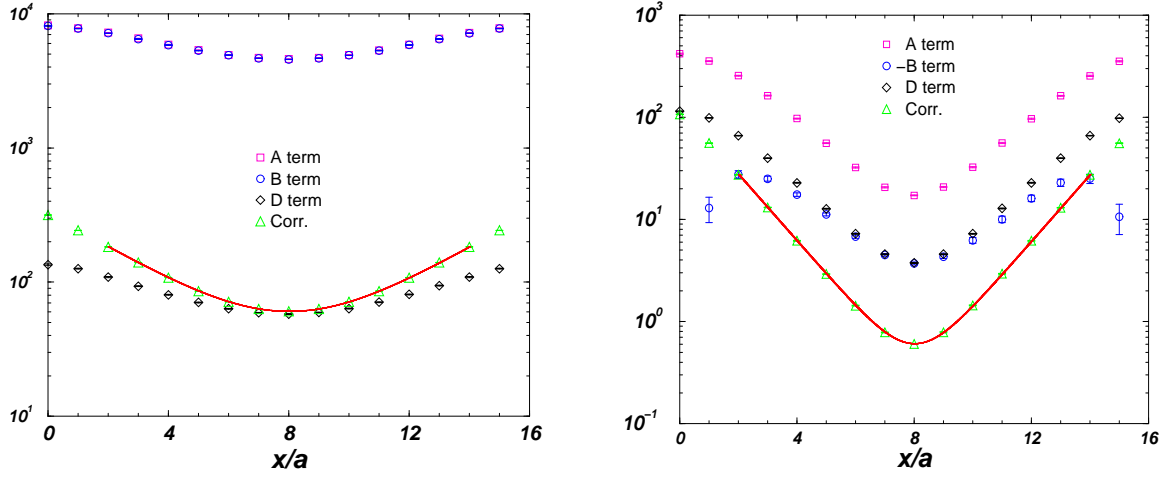 10^4
10^3
10^2
10^1
A term
B term
D term
Corr.
0 4 8 12 16
x/a
10^3
10^2
10^1
10^0
10^−1
A term
−B term
D term
Corr.
0 4 8 12 16
x/a